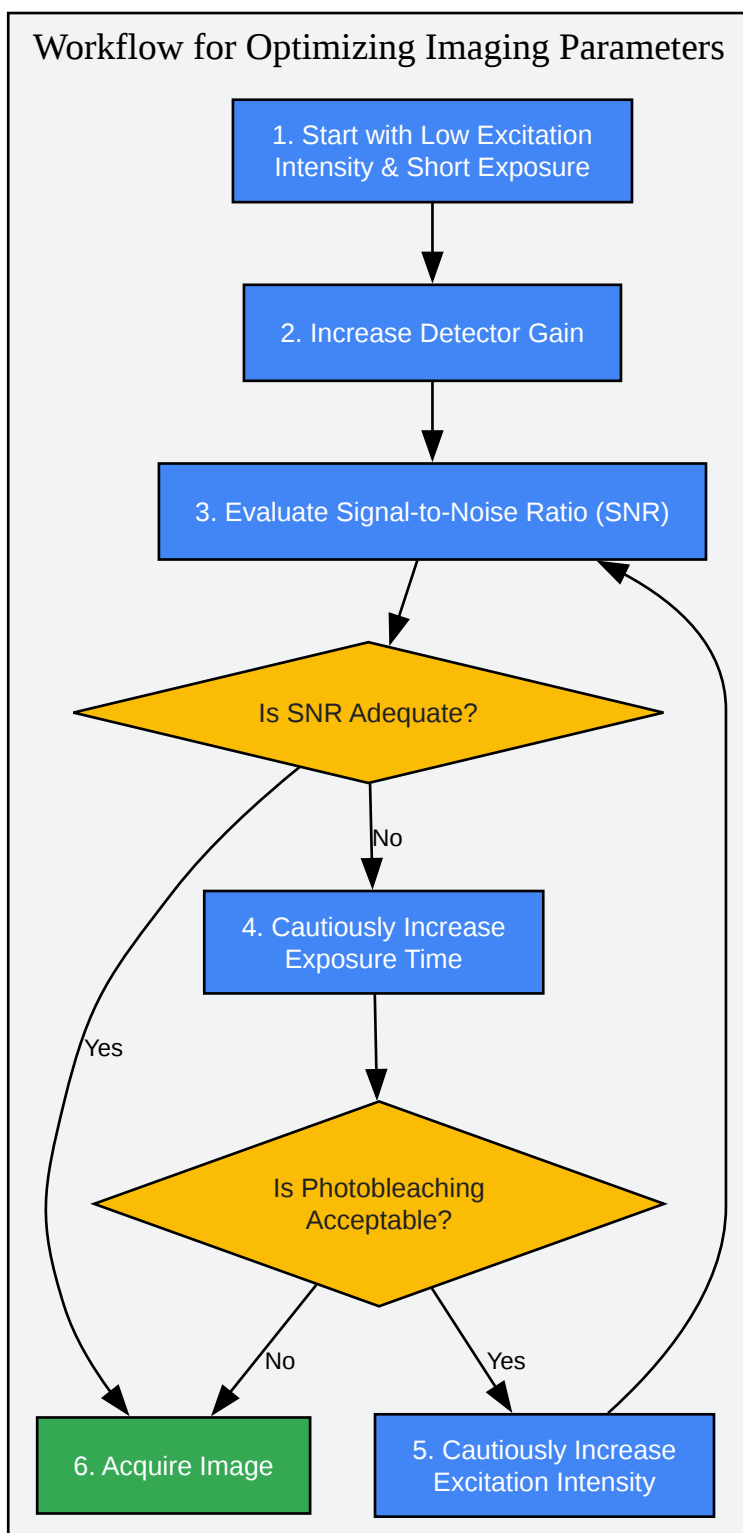 Workflow for Optimizing Imaging Parameters
1. Start with Low Excitation
Intensity & Short Exposure
2. Increase Detector Gain
3. Evaluate Signal-to-Noise Ratio (SNR)
Is SNR Adequate?
No
4. Cautiously Increase
Exposure Time
Yes
Is Photobleaching
Acceptable?
No
Yes
6. Acquire Image
5. Cautiously Increase
Excitation Intensity